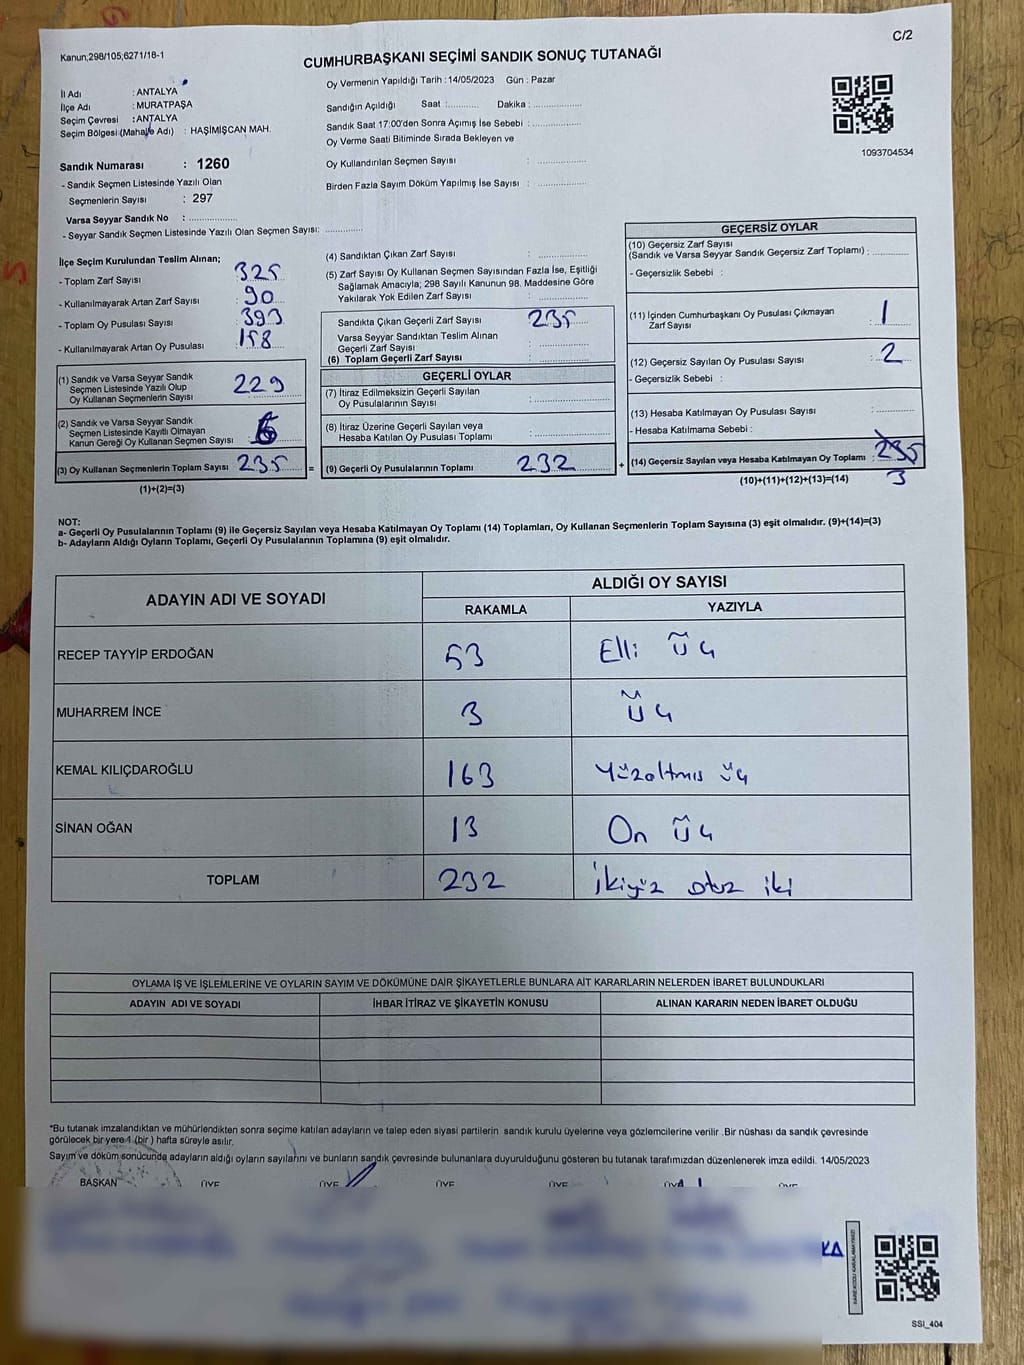 C/2
Kanun;298/105;6271/18-1
CUMHURBAŞKANI SEÇİMİ SANDIK SONUÇ TUTANAĞI
İl Adı : ANTALYA
İlçe Adı : MURATPAŞA
Seçim Çevresi : ANTALYA
Seçim Bölgesi (Mahalle Adı) : HAŞİMİŞCAN MAH.
Oy Vermenin Yapıldığı Tarih : 14/05/2023 Gün : Pazar
Sandığın Açıldığı Saat :........... Dakika : .................
Sandık Saat 17:00'den Sonra Açımış İse Sebebi : .................
Oy Verme Saati Bitiminde Sırada Bekleyen ve
Oy Kullandırılan Seçmen Sayısı : .................
Birden Fazla Sayım Döküm Yapılmış İse Sayısı : .................
1093704534
Sandık Numarası : 1260
- Sandık Seçmen Listesinde Yazılı Olan
Seçmenlerin Sayısı : 297
Varsa Seyyar Sandık No : .................
- Seyyar Sandık Seçmen Listesinde Yazılı Olan Seçmen Sayısı: .............
İlçe Seçim Kurulundan Teslim Alınan;
- Toplam Zarf Sayısı : 325
- Kullanılmayarak Artan Zarf Sayısı : 90
- Toplam Oy Pusulası Sayısı : 393
- Kullanılmayarak Artan Oy Pusulası : 158
(1) Sandık ve Varsa Seyyar Sandık
Seçmen Listesinde Yazılı Olup
Oy Kullanan Seçmenlerin Sayısı : 229
(2) Sandık ve Varsa Seyyar Sandık
Seçmen Listesinde Kayıtlı Olmayan
Kanun Gereği Oy Kullanan Seçmen Sayısı : 6
(3) Oy Kullanan Seçmenlerin Toplam Sayısı : 235 =
(1)+(2)=(3)
(4) Sandıktan Çıkan Zarf Sayısı : .............
(5) Zarf Sayısı Oy Kullanan Seçmen Sayısından Fazla İse, Eşitliği
Sağlamak Amacıyla; 298 Sayılı Kanunun 98. Maddesine Göre
Yakılarak Yok Edilen Zarf Sayısı : .................
Sandıkta Çıkan Geçerli Zarf Sayısı : 235
Varsa Seyyar Sandıktan Teslim Alınan
Geçerli Zarf Sayısı : .................
(6) Toplam Geçerli Zarf Sayısı : .................
GEÇERLİ OYLAR
(7) İtiraz Edilmeksizin Geçerli Sayılan
Oy Pusulalarının Sayısı : .................
(8) İtiraz Üzerine Geçerli Sayılan veya
Hesaba Katılan Oy Pusulası Toplamı : .................
(9) Geçerli Oy Pusulalarının Toplamı 232 +
GEÇERSİZ OYLAR
(10) Geçersiz Zarf Sayısı
(Sandık ve Varsa Seyyar Geçersiz Zarf Toplamı) : .............
- Geçersizlik Sebebi :
(11) İçinden Cumhurbaşkanı Oy Pusulası Çıkmayan
Zarf Sayısı : 1
(12) Geçersiz Sayılan Oy Pusulası Sayısı : 2
- Geçersizlik Sebebi :
(13) Hesaba Katılmayan Oy Pusulası Sayısı : .............
- Hesaba Katılmama Sebebi :
(14) Geçersiz Sayılan veya Hesaba Katılmayan Oy Toplamı : 235
(10)+(11)+(12)+(13)=(14) 3
NOT:
a- Geçerli Oy Pusulalarının Toplamı (9) ile Geçersiz Sayılan veya Hesaba Katılmayan Oy Toplamı (14) Toplamları, Oy Kullanan Seçmenlerin Toplam Sayısına (3) eşit olmalıdır. (9)+(14)=(3)
b- Adayların Aldığı Oyların Toplamı, Geçerli Oy Pusulalarının Toplamına (9) eşit olmalıdır.
ADAYIN ADI VE SOYADI ALDIĞI OY SAYISI
RAKAMLA YAZIYLA
RECEP TAYYİP ERDOĞAN 53 Elli üç
MUHARREM İNCE 3 üç
KEMAL KILIÇDAROĞLU 163 Yüzaltmış üç
SİNAN OĞAN 13 On üç
TOPLAM 232 ikiyüz otuz iki
OYLAMA İŞ VE İŞLEMLERİNE VE OYLARIN SAYIM VE DÖKÜMÜNE DAİR ŞİKAYETLERLE BUNLARA AİT KARARLARIN NELERDEN İBARET BULUNDUKLARI
ADAYIN ADI VE SOYADI İHBAR İTİRAZ VE ŞİKAYETİN KONUSU ALINAN KARARIN NEDEN İBARET OLDUĞU
*Bu tutanak imzalandıktan ve mühürlendikten sonra seçime katılan adayların ve talep eden siyasi partilerin sandık kurulu üyelerine veya gözlemcilerine verilir .Bir nüshası da sandık çevresinde
görülecek bir yere 1 (bir ) hafta süreyle asılır.
Sayım ve döküm sonucunda adayların aldığı oyların sayılarını ve bunların sandık çevresinde bulunanlara duyurulduğunu gösteren bu tutanak tarafımızdan düzenlenerek imza edildi. 14/05/2023
BAŞKAN ÜYE ÜYE ÜYE ÜYE ÜYE ÜYE
KA
SSI_404